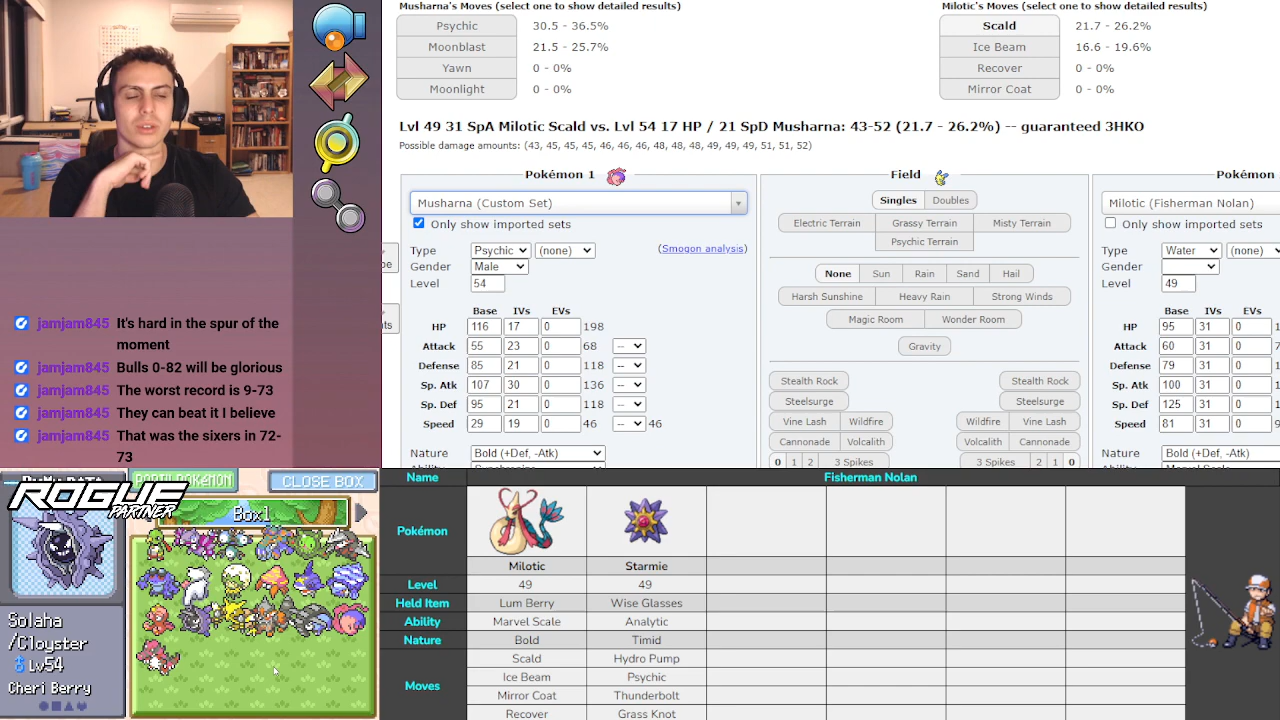 Musharna's Moves (select one to show detailed results)
Psychic 30.5 - 36.5%
Moonblast 21.5 - 25.7%
Yawn 0 - 0%
Moonlight 0 - 0%
Milotic's Moves (select one to show detailed results)
Scald 21.7 - 26.2%
Ice Beam 16.6 - 19.8%
Recover 0 - 0%
Mirror Coat 0 - 0%
Lvl 49 31 SpA Milotic Scald vs. Lvl 54 17 HP / 21 SpD Musharna: 43-52 (21.7 - 26.2%) -- guaranteed 3HKO
Possible damage amounts: (43, 45, 45, 45, 46, 46, 46, 48, 48, 48, 49, 49, 49, 51, 51, 52)
Pokémon 1
Musharna (Custom Set)
Only show imported sets
Type Psychic (none) (Smogon analysis)
Gender Male
Level 54
Base IVs EVs
HP 116 17 0 198
Attack 55 23 0 68 --
Defense 85 21 0 118 --
Sp. Atk 107 30 0 136 --
Sp. Def 95 21 0 118 --
Speed 29 19 0 46 -- 46
Nature Bold (+Def, -Atk)
Field
Singles Doubles
Electric Terrain Grassy Terrain Misty Terrain
Psychic Terrain
None Sun Rain Sand Hail
Harsh Sunshine Heavy Rain Strong Winds
Magic Room Wonder Room
Gravity
Stealth Rock Stealth Rock
Steelsurge Steelsurge
Vine Lash Wildfire Wildfire Vine Lash
Cannonade Volcalith Volcalith Cannonade
0 1 2 3 Spikes 3 Spikes 2 1 0
Pokémon
Milotic (Fisherman Nolan)
Only show imported sets
Type Water (none)
Gender
Level 49
Base IVs EVs
HP 95 31 0
Attack 60 31 0
Defense 79 31 0
Sp. Atk 100 31 0
Sp. Def 125 31 0
Speed 81 31 0
Nature Bold (+Def, -Atk)
jamjam845 It's hard in the spur of the
moment
jamjam845 Bulls 0-82 will be glorious
jamjam845 The worst record is 9-73
jamjam845 They can beat it I believe
jamjam845 That was the sixers in 72-
73
PARTY POKéMON CLOSE BOX
ROGUE
PARTNER
Box1
Solaha
/Cloyster
♂ Lv54
Cheri Berry
Name Fisherman Nolan
Pokémon
Milotic Starmie
Level 49 49
Held Item Lum Berry Wise Glasses
Ability Marvel Scale Analytic
Nature Bold Timid
Moves
Scald Hydro Pump
Ice Beam Psychic
Mirror Coat Thunderbolt
Recover Grass Knot